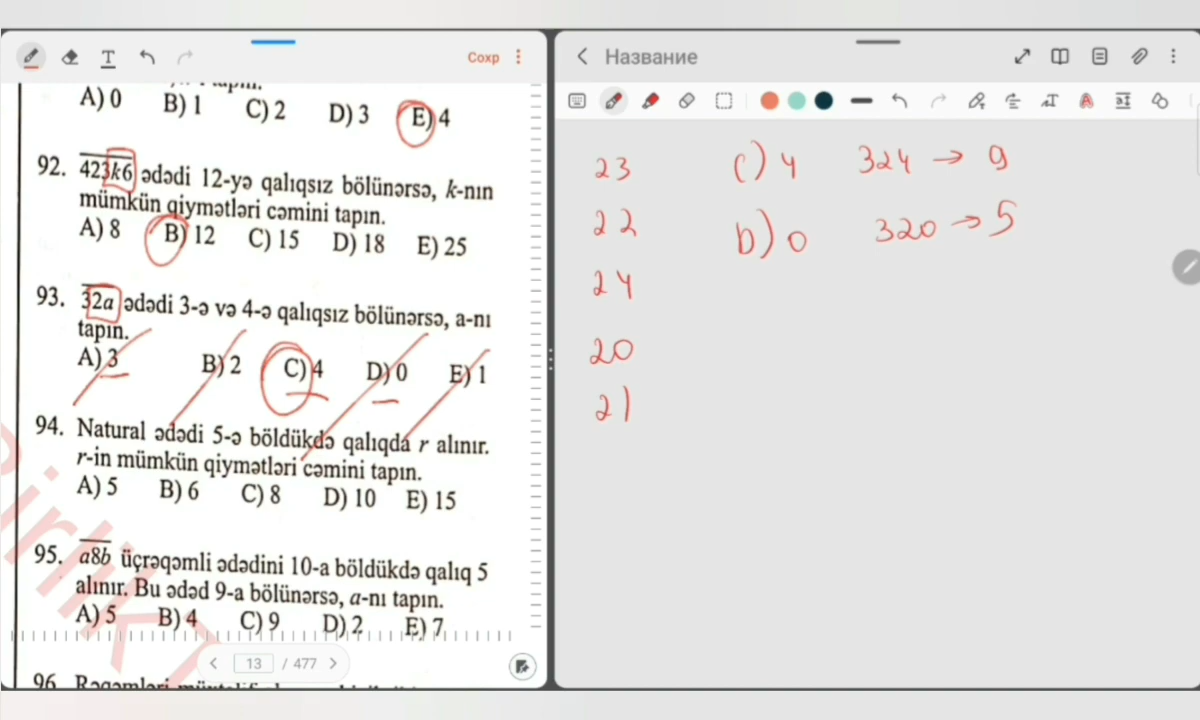 Сохр
A) 0 B) 1 C) 2 D) 3 E) 4
92. 423k6 ədədi 12-yə qalıqsız bölünərsə, k-nın
mümkün qiymətləri cəmini tapın.
A) 8 B) 12 C) 15 D) 18 E) 25
93. 32a ədədi 3-ə və 4-ə qalıqsız bölünərsə, a-nı
tapın.
A) 3 B) 2 C) 4 D) 0 E) 1
94. Natural ədədi 5-ə böldükdə qalıqda r alınır.
r-in mümkün qiymətləri cəmini tapın.
A) 5 B) 6 C) 8 D) 10 E) 15
95. a8b üçrəqəmli ədədini 10-a böldükdə qalıq 5
alınır. Bu ədəd 9-a bölünərsə, a-nı tapın.
A) 5 B) 4 C) 9 D) 2 E) 7
13 / 477
96. Rəqəmləri
Название
23 C) 4 324 → 9
22 D) 0 320 → 5
24
20
21